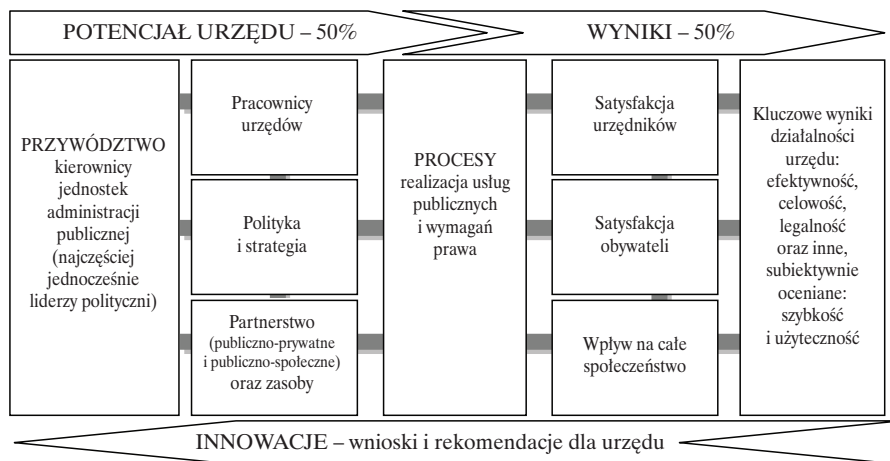 POTENCJAŁ URZĘDU – 50%
WYNIKI – 50%
PRZYWÓDZTWO
kierownicy
jednostek
administracji
publicznej
(najczęściej
jednocześnie
liderzy polityczni)
Pracownicy
urzędów
Polityka
i strategia
Partnerstwo
(publiczno-prywatne
i publiczno-społeczne)
oraz zasoby
PROCESY
realizacja usług
publicznych
i wymagań
prawa
Satysfakcja
urzędników
Satysfakcja
obywateli
Wpływ na całe
społeczeństwo
Kluczowe wyniki
działalności
urzędu:
efektywność,
celowość,
legalność
oraz inne,
subiektywnie
oceniane:
szybkość
i użyteczność
INNOWACJE – wnioski i rekomendacje dla urzędu